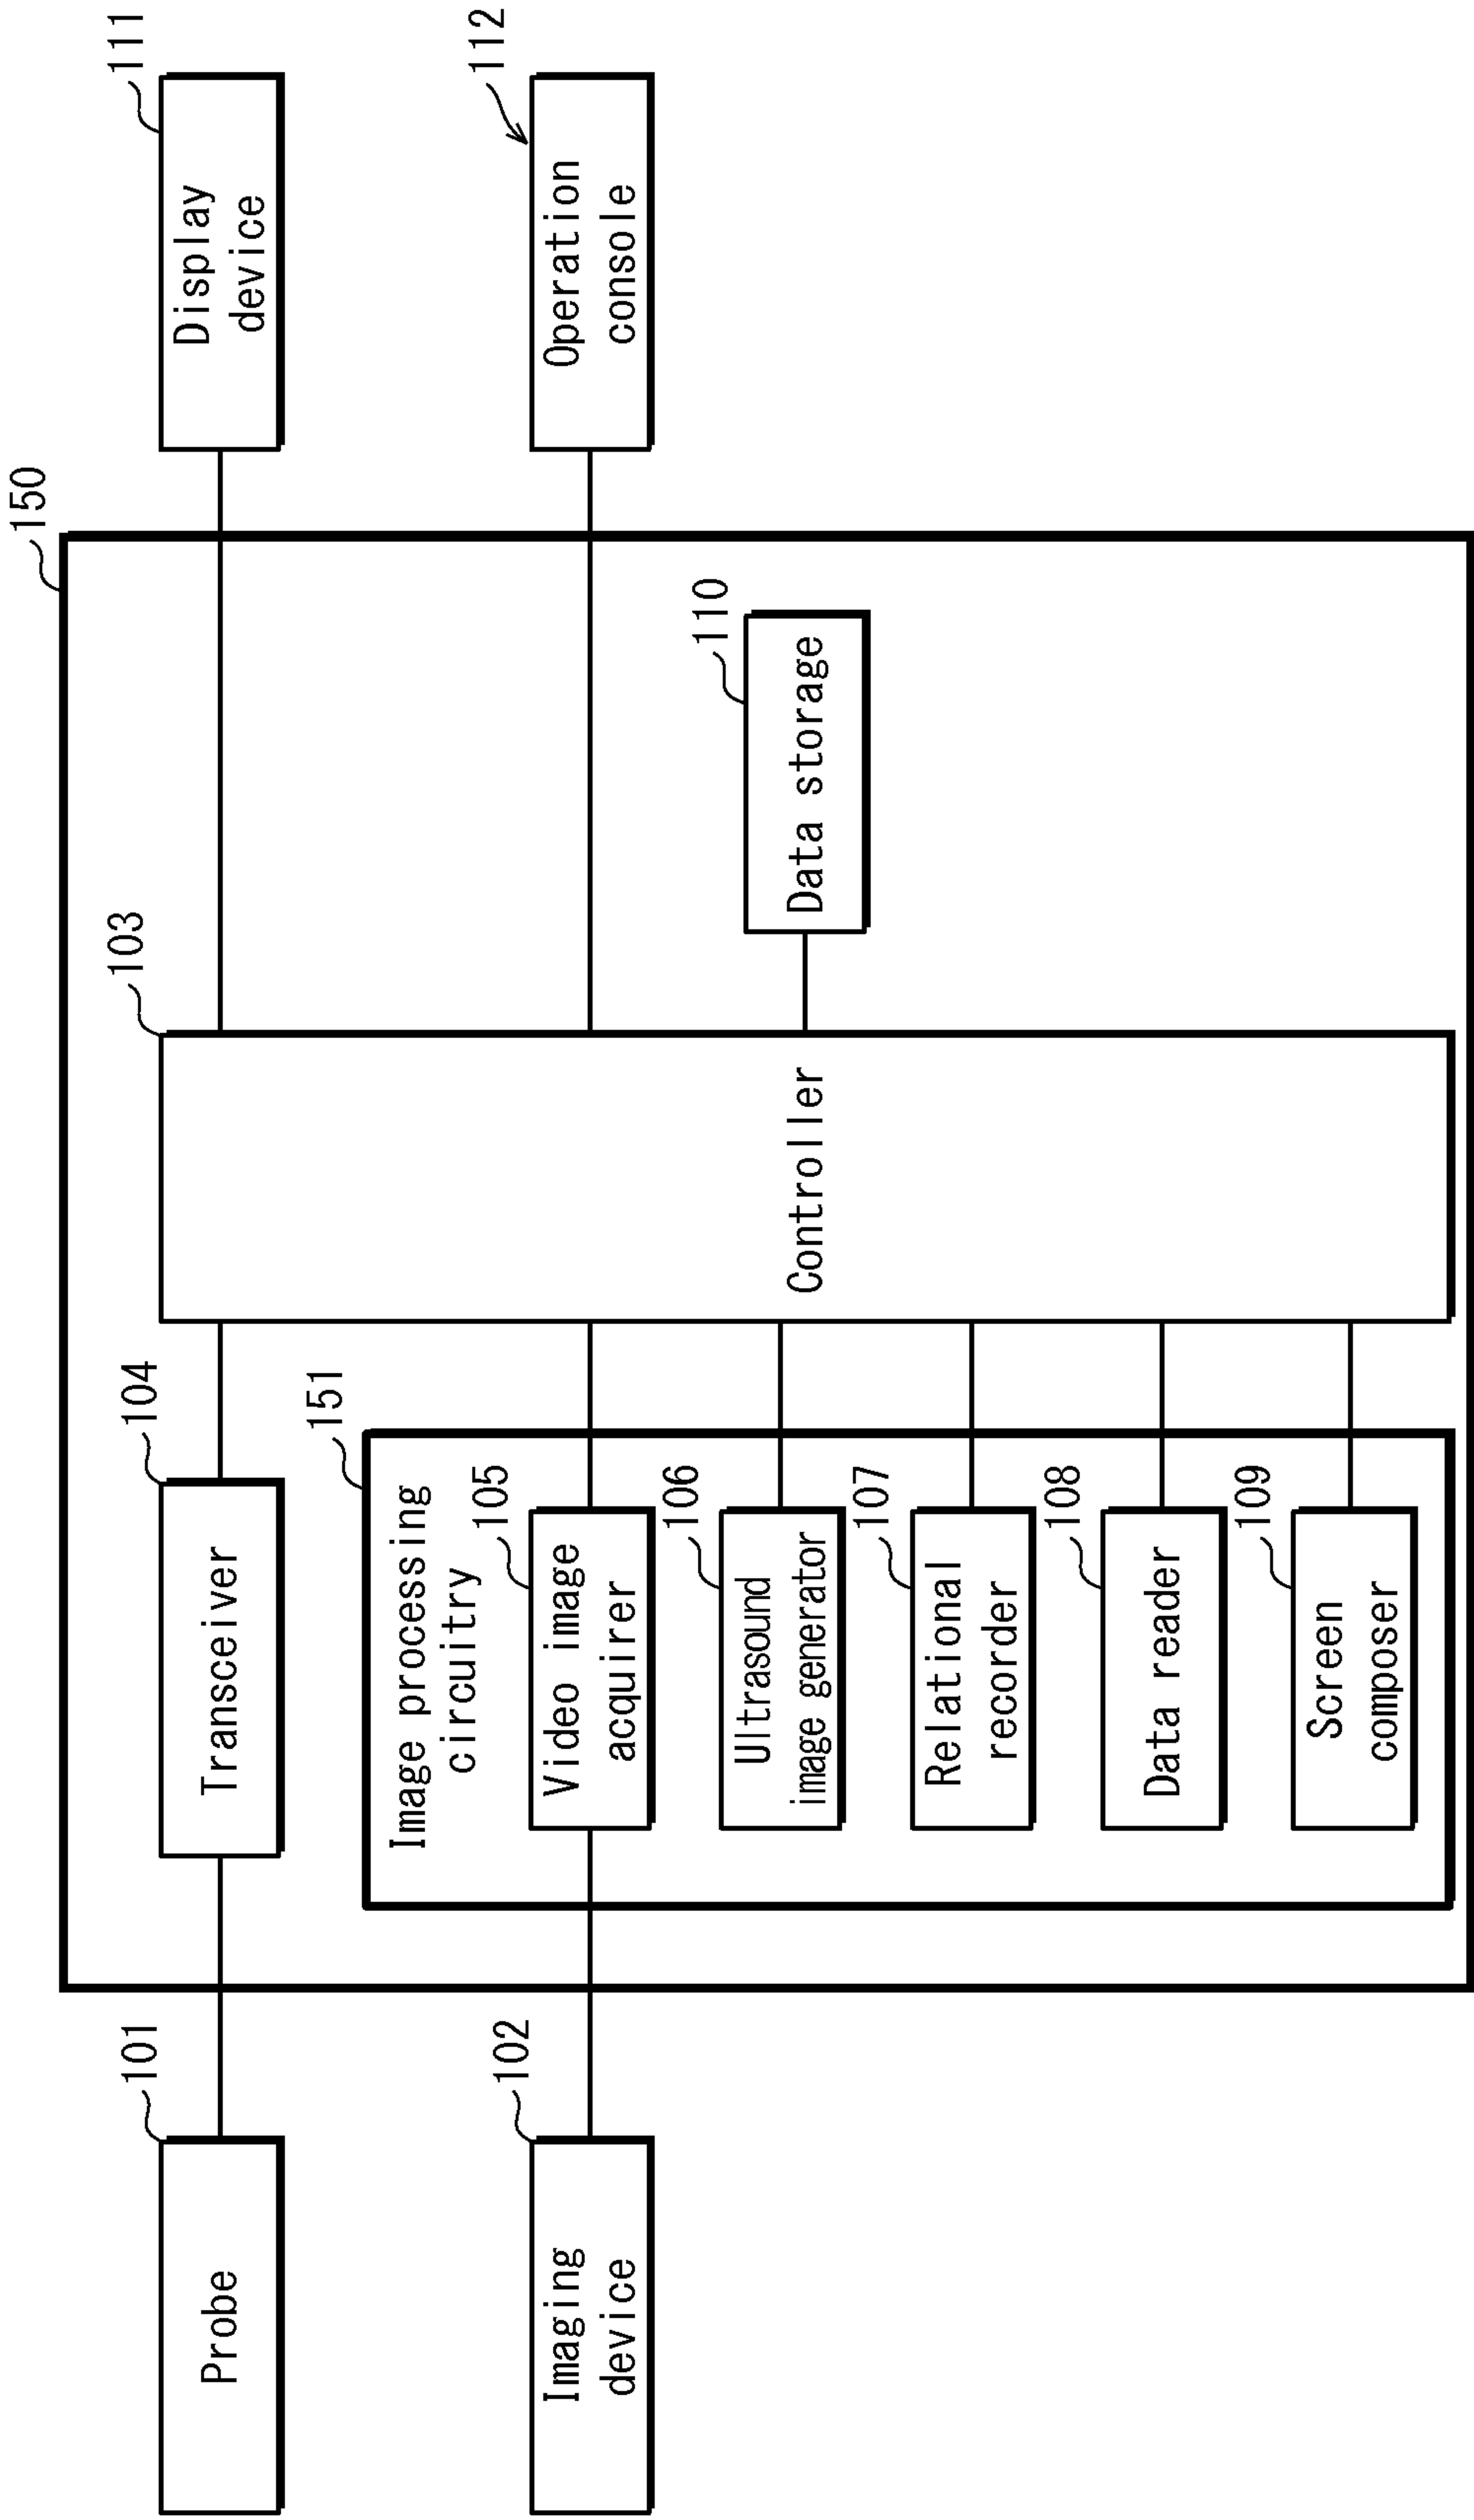 150
101
Probe
104
Transceiver
103
Controller
111
Display
device
102
Imaging
device
151
Image processing
circuitry
105
Video image
acquirer
106
Ultrasound
image generator
107
Relational
recorder
108
Data reader
109
Screen
composer
110
Data storage
112
Operation
console